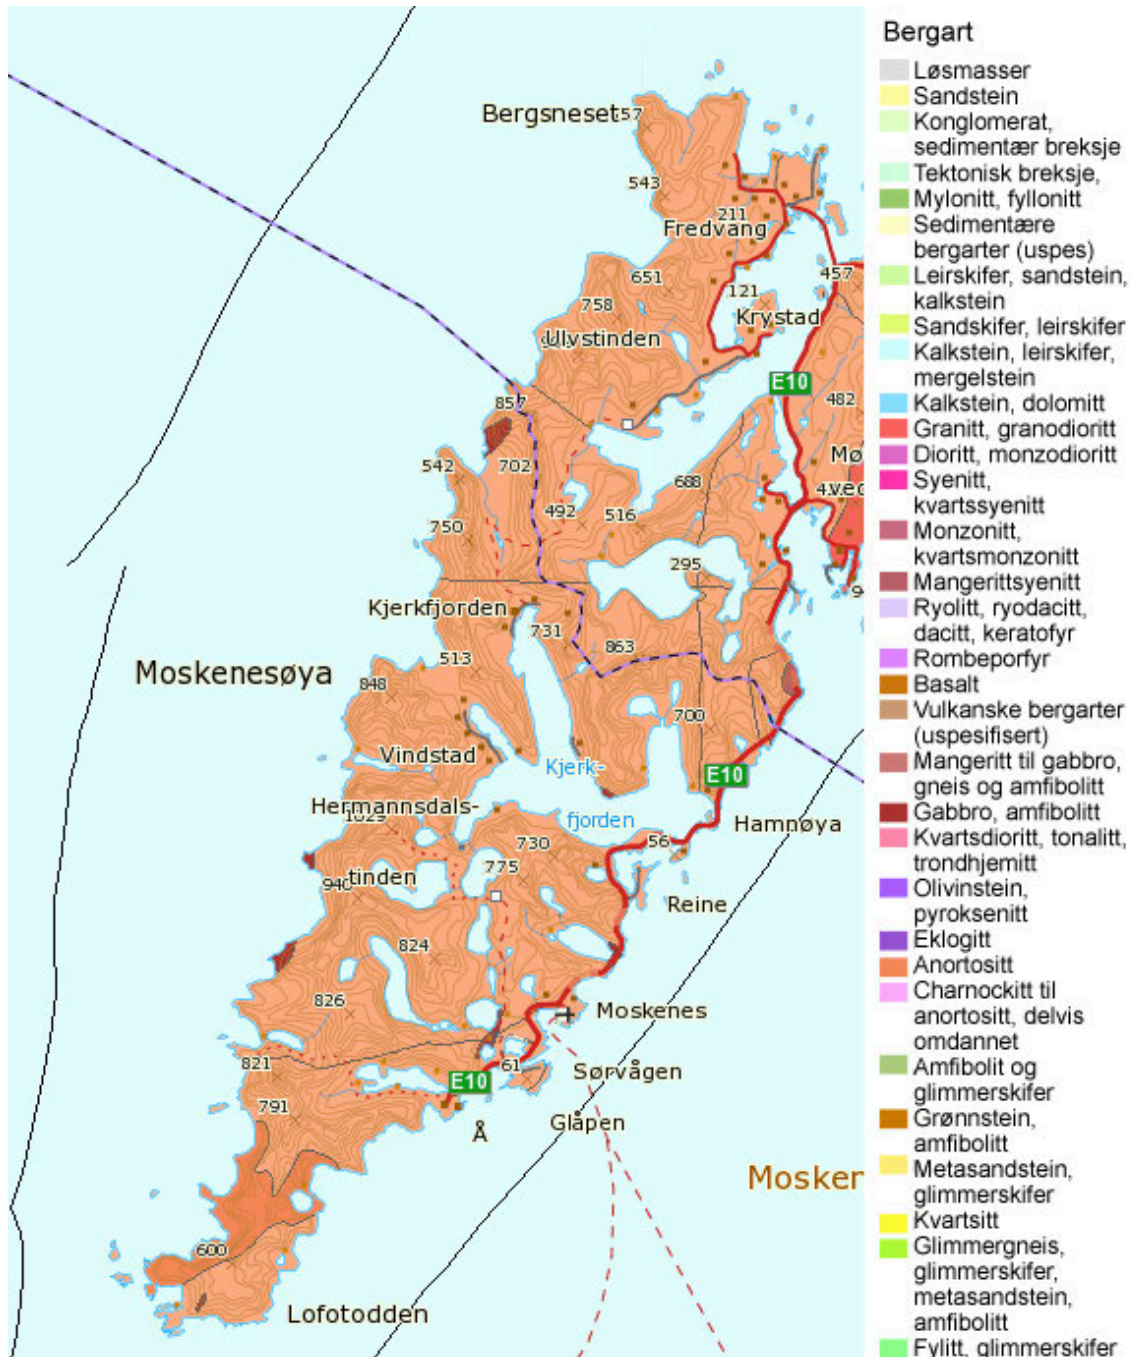 Bergsneset
57
543
211
Fredvang
651
457
121
758
Krystad
Ulvstinden
E10
857
482
542
702
Mø
688
ved
492
516
750
295
Kjerkfjorden
731
863
513
Moskenesøya
848
700
Vindstad
Kjerk-
E10
Hermannsdals-
1029
fjorden
Hamnøya
730
56
775
tinden
940
Reine
824
826
Moskenes
821
61
Sørvågen
E10
791
Glåpen
Å
Mosken
600
Lofotodden
Bergart
Løsmasser
Sandstein
Konglomerat,
sedimentær breksje
Tektonisk breksje,
Mylonitt, fyllonitt
Sedimentære
bergarter (uspes)
Leirskifer, sandstein,
kalkstein
Sandskifer, leirskifer
Kalkstein, leirskifer,
mergelstein
Kalkstein, dolomitt
Granitt, granodioritt
Dioritt, monzodioritt
Syenitt,
kvartssyenitt
Monzonitt,
kvartsmonzonitt
Mangerittsyenitt
Ryolitt, ryodacitt,
dacitt, keratofyr
Rombeporfyr
Basalt
Vulkanske bergarter
(uspesifisert)
Mangeritt til gabbro,
gneis og amfibolitt
Gabbro, amfibolitt
Kvartsdioritt, tonalitt,
trondhjemitt
Olivinstein,
pyroksenitt
Eklogitt
Anortositt
Charnockitt til
anortositt, delvis
omdannet
Amfibolit og
glimmerskifer
Grønnstein,
amfibolitt
Metasandstein,
glimmerskifer
Kvartsitt
Glimmergneis,
glimmerskifer,
metasandstein,
amfibolitt
Fylitt, glimmerskifer